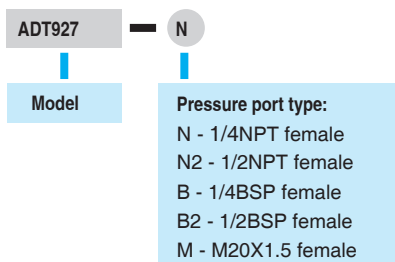 ADT927 — N
Model
Pressure port type:
N - 1/4NPT female
N2 - 1/2NPT female
B - 1/4BSP female
B2 - 1/2BSP female
M - M20X1.5 female